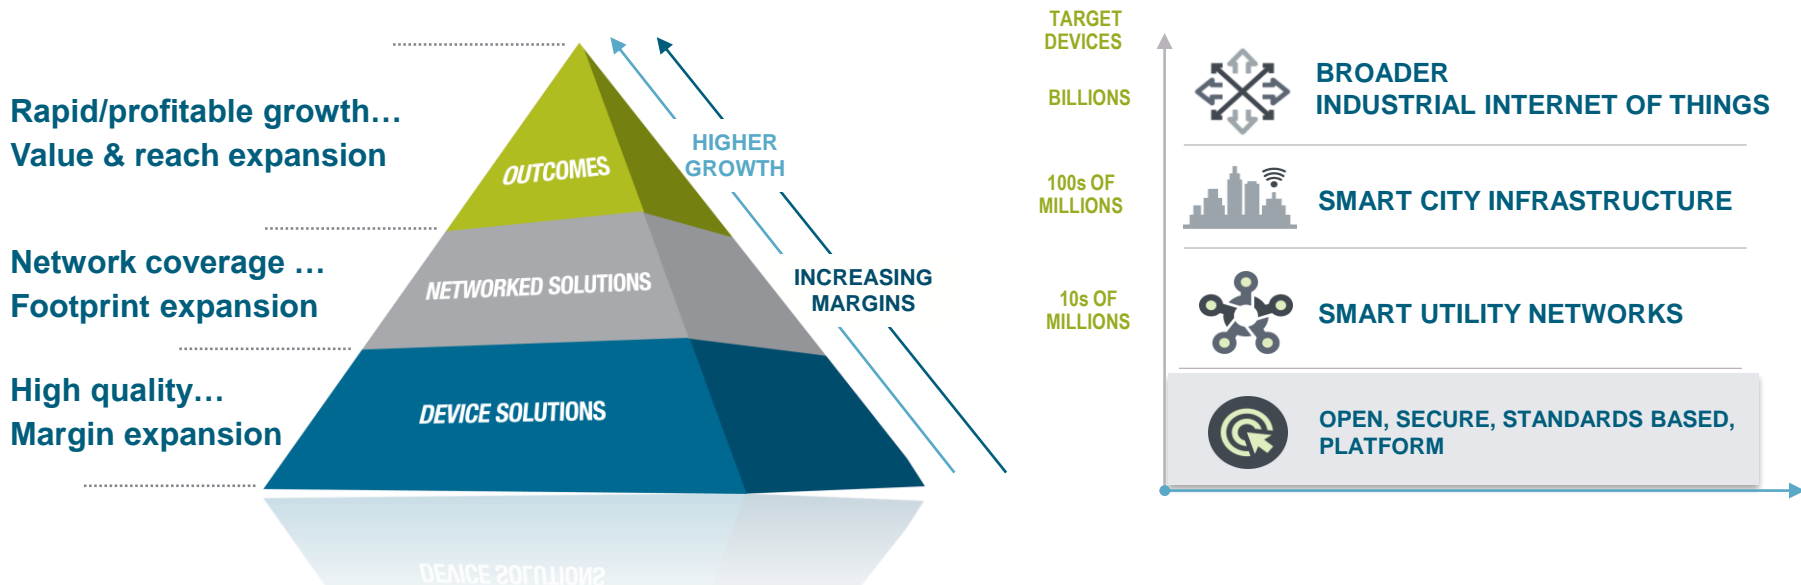 Rapid/profitable growth…
Value & reach expansion
Network coverage …
Footprint expansion
High quality…
Margin expansion
OUTCOMES
NETWORKED SOLUTIONS
DEVICE SOLUTIONS
DEVICE SOLUTIONS
HIGHER
GROWTH
INCREASING
MARGINS
TARGET
DEVICES
BILLIONS
BROADER
INDUSTRIAL INTERNET OF THINGS
100s OF
MILLIONS
SMART CITY INFRASTRUCTURE
10s OF
MILLIONS
SMART UTILITY NETWORKS
OPEN, SECURE, STANDARDS BASED,
PLATFORM